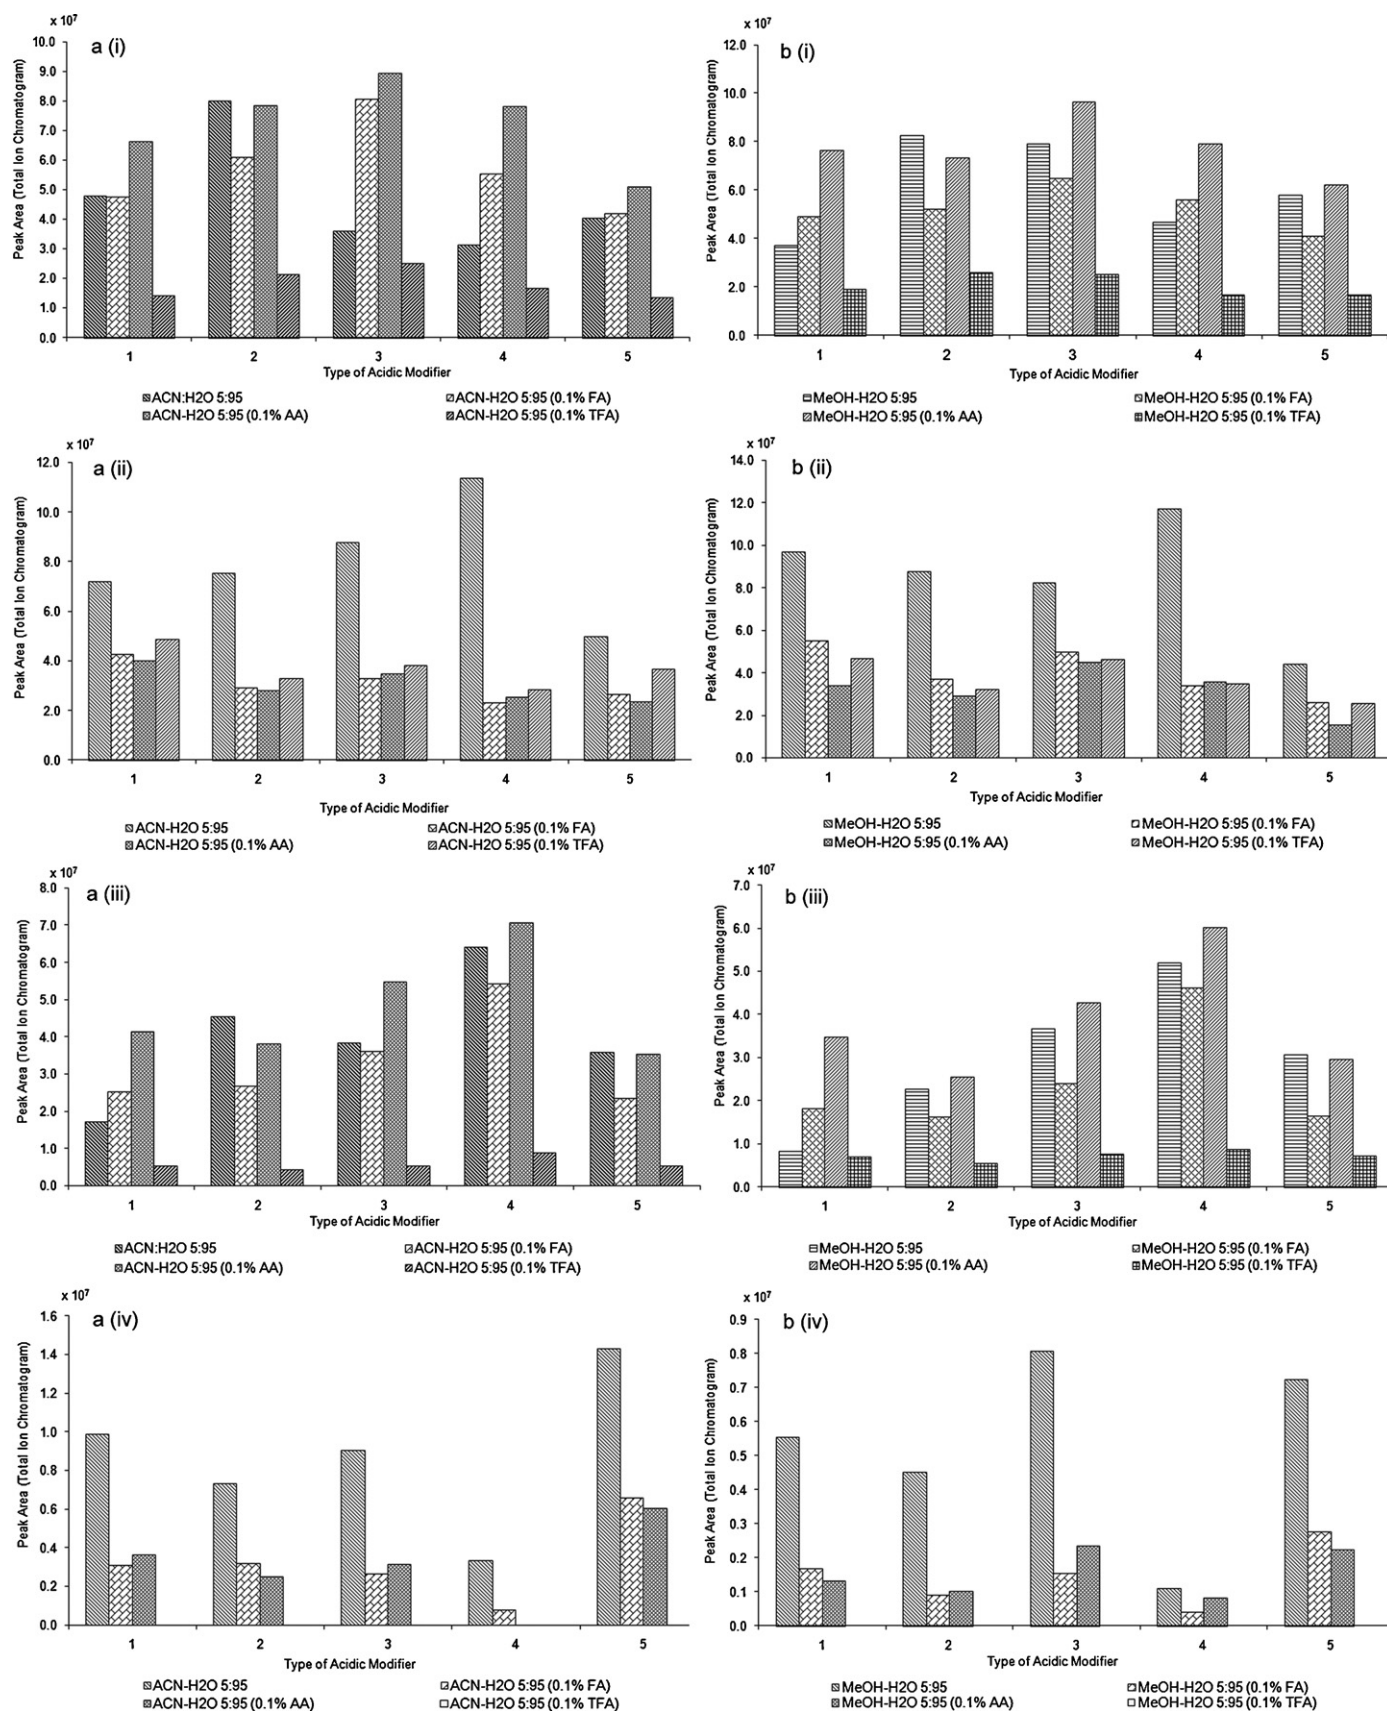 x 10⁷
a (i)
Peak Area (Total Ion Chromatogram)
10.0
9.0
8.0
7.0
6.0
5.0
4.0
3.0
2.0
1.0
0.0
1 2 3 4 5
Type of Acidic Modifier
ACN:H2O 5:95 ACN-H2O 5:95 (0.1% FA)
ACN-H2O 5:95 (0.1% AA) ACN-H2O 5:95 (0.1% TFA)
x 10⁷
b (i)
Peak Area (Total Ion Chromatogram)
12.0
10.0
8.0
6.0
4.0
2.0
0.0
1 2 3 4 5
Type of Acidic Modifier
MeOH-H2O 5:95 MeOH-H2O 5:95 (0.1% FA)
MeOH-H2O 5:95 (0.1% AA) MeOH-H2O 5:95 (0.1% TFA)
x 10⁷
a (ii)
Peak Area (Total Ion Chromatogram)
12.0
10.0
8.0
6.0
4.0
2.0
0.0
1 2 3 4 5
Type of Acidic Modifier
ACN-H2O 5:95 ACN-H2O 5:95 (0.1% FA)
ACN-H2O 5:95 (0.1% AA) ACN-H2O 5:95 (0.1% TFA)
x 10⁷
b (ii)
Peak Area (Total Ion Chromatogram)
14.0
12.0
10.0
8.0
6.0
4.0
2.0
0.0
1 2 3 4 5
Type of Acidic Modifier
MeOH-H2O 5:95 MeOH-H2O 5:95 (0.1% FA)
MeOH-H2O 5:95 (0.1% AA) MeOH-H2O 5:95 (0.1% TFA)
x 10⁷
a (iii)
Peak Area (Total Ion Chromatogram)
8.0
7.0
6.0
5.0
4.0
3.0
2.0
1.0
0.0
1 2 3 4 5
Type of Acidic Modifier
ACN:H2O 5:95 ACN-H2O 5:95 (0.1% FA)
ACN-H2O 5:95 (0.1% AA) ACN-H2O 5:95 (0.1% TFA)
x 10⁷
b (iii)
Peak Area (Total Ion Chromatogram)
7.0
6.0
5.0
4.0
3.0
2.0
1.0
0.0
1 2 3 4 5
Type of Acidic Modifier
MeOH-H2O 5:95 MeOH-H2O 5:95 (0.1% FA)
MeOH-H2O 5:95 (0.1% AA) MeOH-H2O 5:95 (0.1% TFA)
x 10⁷
a (iv)
Peak Area (Total Ion Chromatogram)
1.6
1.4
1.2
1.0
0.8
0.6
0.4
0.2
0.0
1 2 3 4 5
Type of Acidic Modifier
ACN-H2O 5:95 ACN-H2O 5:95 (0.1% FA)
ACN-H2O 5:95 (0.1% AA) ACN-H2O 5:95 (0.1% TFA)
x 10⁷
b (iv)
Peak Area (Total Ion Chromatogram)
0.9
0.8
0.7
0.6
0.5
0.4
0.3
0.2
0.1
0.0
1 2 3 4 5
Type of Acidic Modifier
MeOH-H2O 5:95 MeOH-H2O 5:95 (0.1% FA)
MeOH-H2O 5:95 (0.1% AA) MeOH-H2O 5:95 (0.1% TFA)